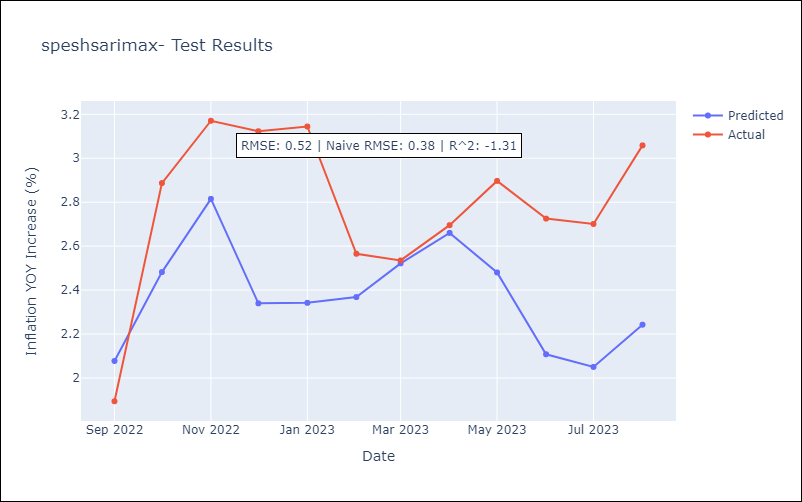 speshsarimax- Test Results
Predicted
Actual
RMSE: 0.52 | Naive RMSE: 0.38 | R^2: -1.31
Inflation YOY Increase (%)
3.2
3
2.8
2.6
2.4
2.2
2
Sep 2022
Nov 2022
Jan 2023
Mar 2023
May 2023
Jul 2023
Date